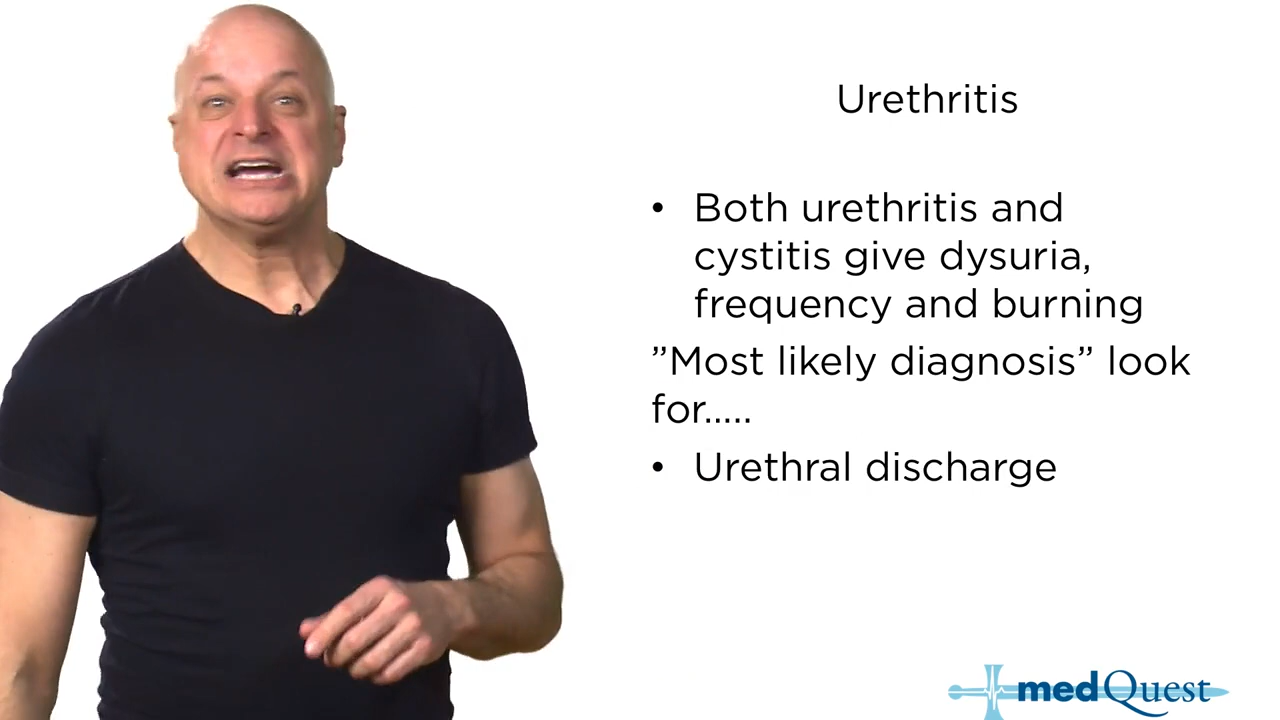 Urethritis
• Both urethritis and
cystitis give dysuria,
frequency and burning
”Most likely diagnosis” look
for.....
• Urethral discharge
medQuest